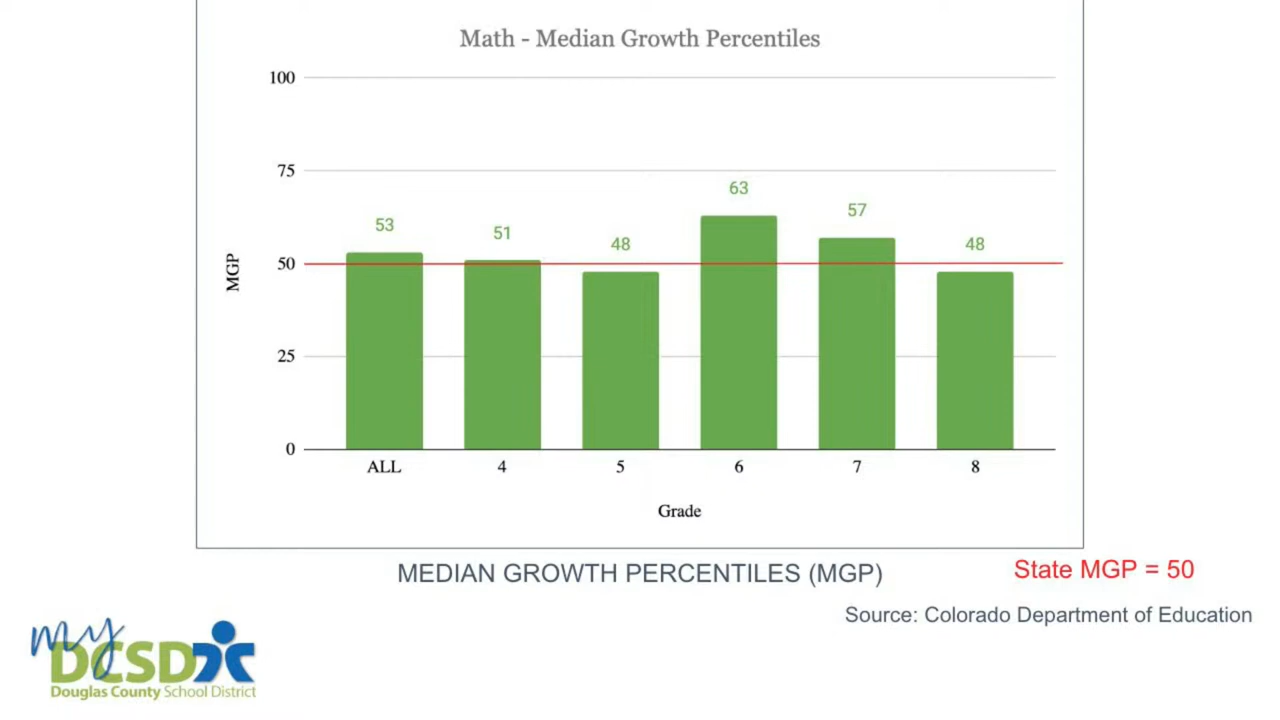 Math - Median Growth Percentiles
100
75
50
25
0
MGP
53
51
48
63
57
48
ALL 4 5 6 7 8
Grade
MEDIAN GROWTH PERCENTILES (MGP)
State MGP = 50
Source: Colorado Department of Education
my
DCSD
Douglas County School District